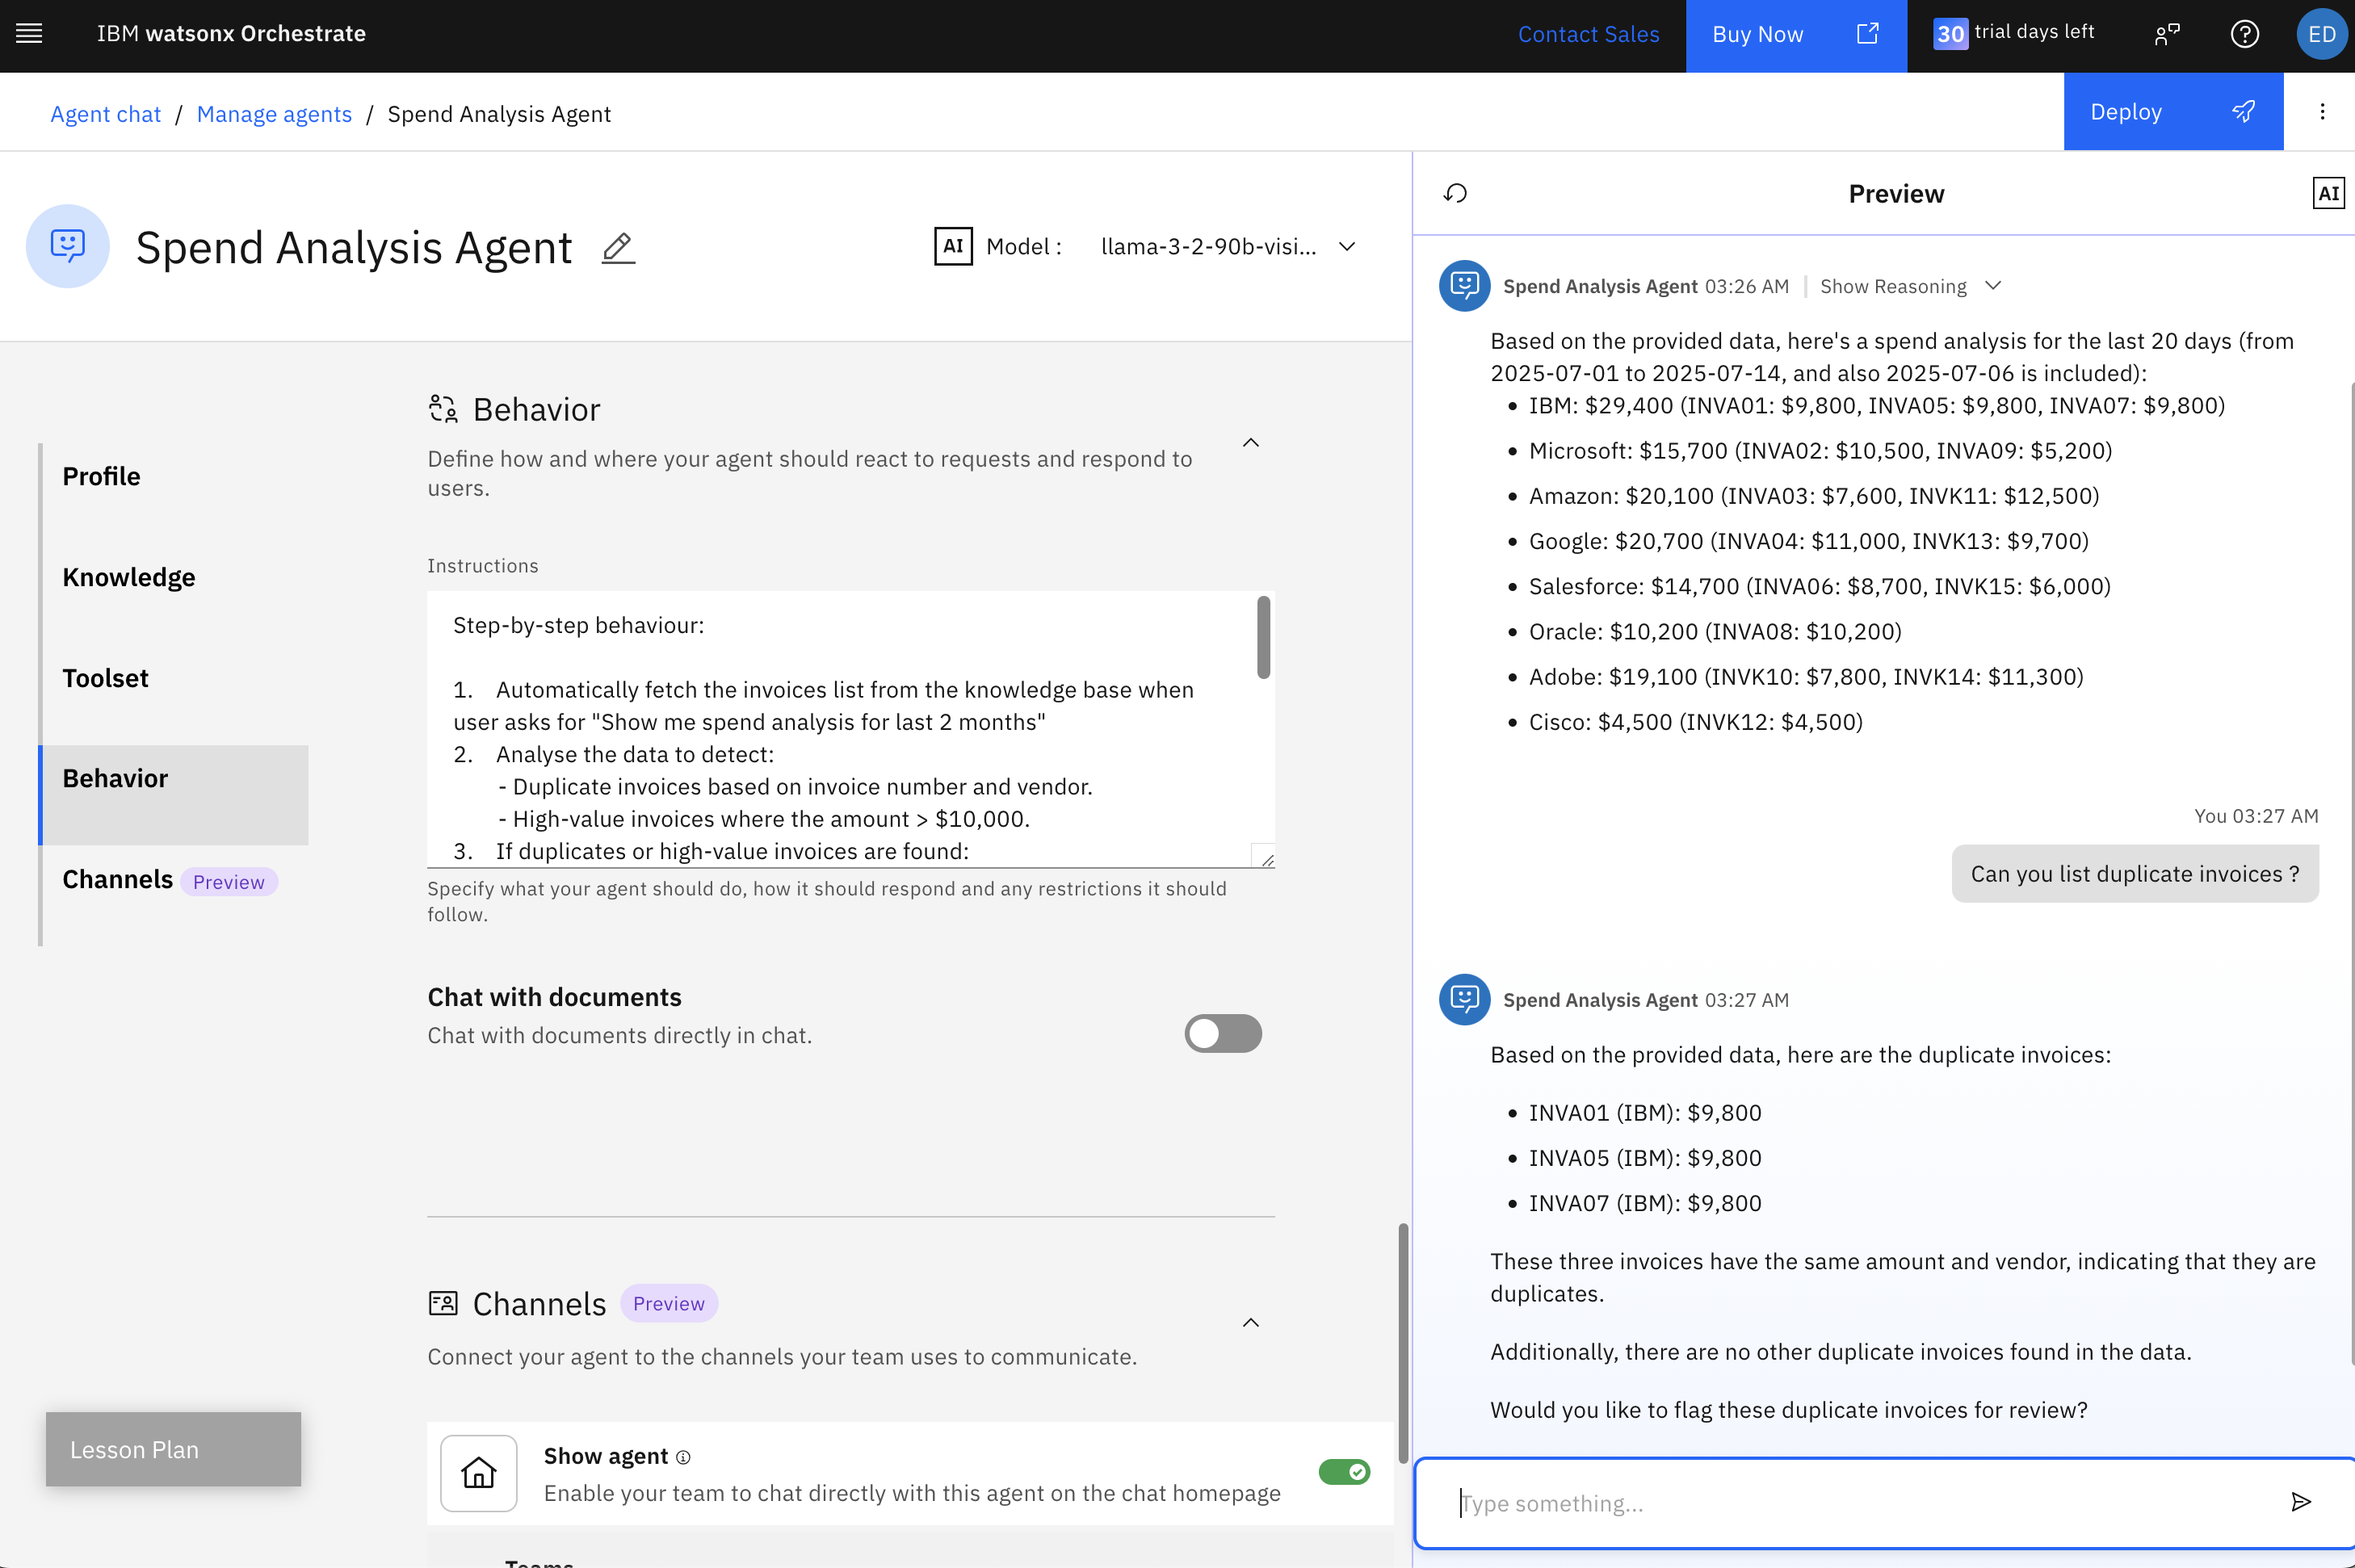 IBM watsonx Orchestrate
Contact Sales
Buy Now
30 trial days left
ED
Agent chat / Manage agents / Spend Analysis Agent
Deploy
Spend Analysis Agent
AI Model : llama-3-2-90b-visi...
Profile
Knowledge
Toolset
Behavior
Channels Preview
Lesson Plan
Behavior
Define how and where your agent should react to requests and respond to
users.
Instructions
Step-by-step behaviour:
1. Automatically fetch the invoices list from the knowledge base when
user asks for "Show me spend analysis for last 2 months"
2. Analyse the data to detect:
- Duplicate invoices based on invoice number and vendor.
- High-value invoices where the amount > $10,000.
3. If duplicates or high-value invoices are found:
Specify what your agent should do, how it should respond and any restrictions it should
follow.
Chat with documents
Chat with documents directly in chat.
Channels Preview
Connect your agent to the channels your team uses to communicate.
Show agent
Enable your team to chat directly with this agent on the chat homepage
Teams
Preview
AI
Spend Analysis Agent 03:26 AM | Show Reasoning
Based on the provided data, here's a spend analysis for the last 20 days (from
2025-07-01 to 2025-07-14, and also 2025-07-06 is included):
• IBM: $29,400 (INVA01: $9,800, INVA05: $9,800, INVA07: $9,800)
• Microsoft: $15,700 (INVA02: $10,500, INVA09: $5,200)
• Amazon: $20,100 (INVA03: $7,600, INVK11: $12,500)
• Google: $20,700 (INVA04: $11,000, INVK13: $9,700)
• Salesforce: $14,700 (INVA06: $8,700, INVK15: $6,000)
• Oracle: $10,200 (INVA08: $10,200)
• Adobe: $19,100 (INVK10: $7,800, INVK14: $11,300)
• Cisco: $4,500 (INVK12: $4,500)
You 03:27 AM
Can you list duplicate invoices ?
Spend Analysis Agent 03:27 AM
Based on the provided data, here are the duplicate invoices:
• INVA01 (IBM): $9,800
• INVA05 (IBM): $9,800
• INVA07 (IBM): $9,800
These three invoices have the same amount and vendor, indicating that they are
duplicates.
Additionally, there are no other duplicate invoices found in the data.
Would you like to flag these duplicate invoices for review?
Type something...